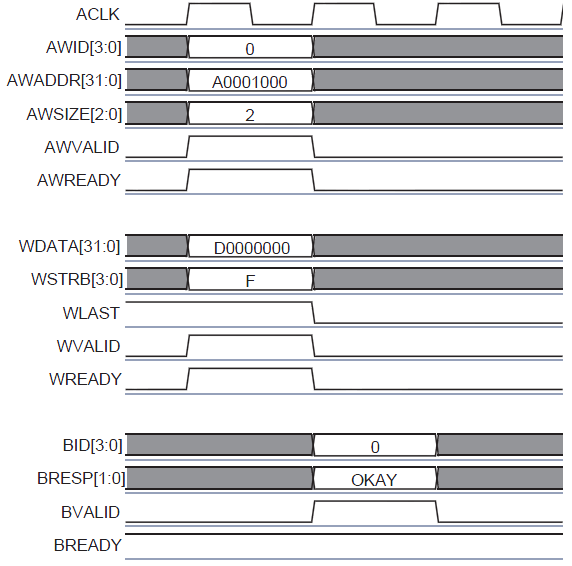 ACLK
AWID[3:0] 0
AWADDR[31:0] A0001000
AWSIZE[2:0] 2
AWVALID
AWREADY
WDATA[31:0] D0000000
WSTRB[3:0] F
WLAST
WVALID
WREADY
BID[3:0] 0
BRESP[1:0] OKAY
BVALID
BREADY